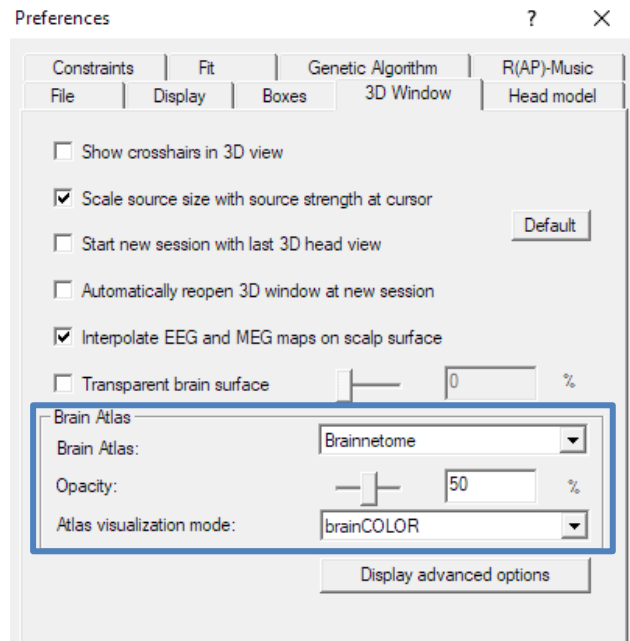 Preferences ? ×
Constraints Fit Genetic Algorithm R(AP)-Music
File Display Boxes 3D Window Head model
Show crosshairs in 3D view
Scale source size with source strength at cursor
Default
Start new session with last 3D head view
Automatically reopen 3D window at new session
Interpolate EEG and MEG maps on scalp surface
Transparent brain surface 0 %
Brain Atlas
Brain Atlas: Brainnetome
Opacity: 50 %
Atlas visualization mode: brainCOLOR
Display advanced options